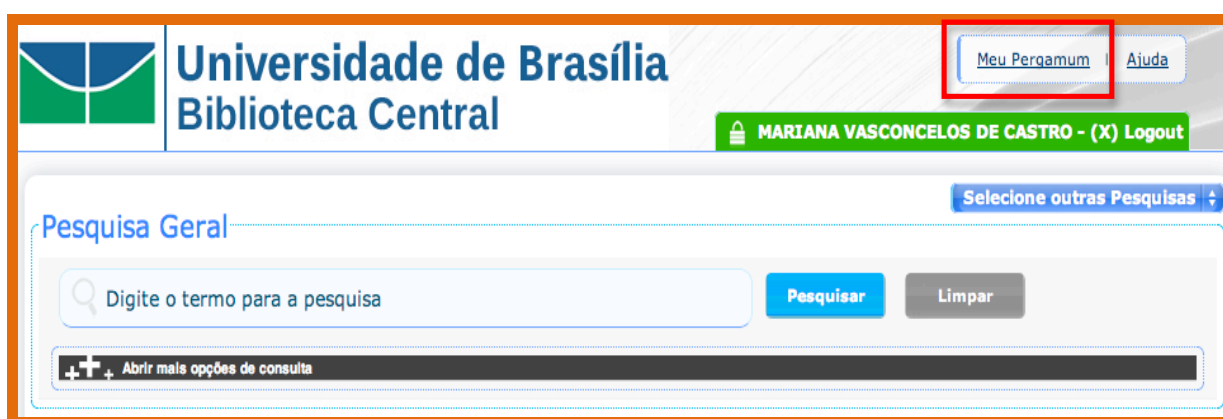 Universidade de Brasília
Biblioteca Central
Meu Pergamum | Ajuda
MARIANA VASCONCELOS DE CASTRO - (X) Logout
Selecione outras Pesquisas
Pesquisa Geral
Digite o termo para a pesquisa
Pesquisar
Limpar
Abrir mais opções de consulta